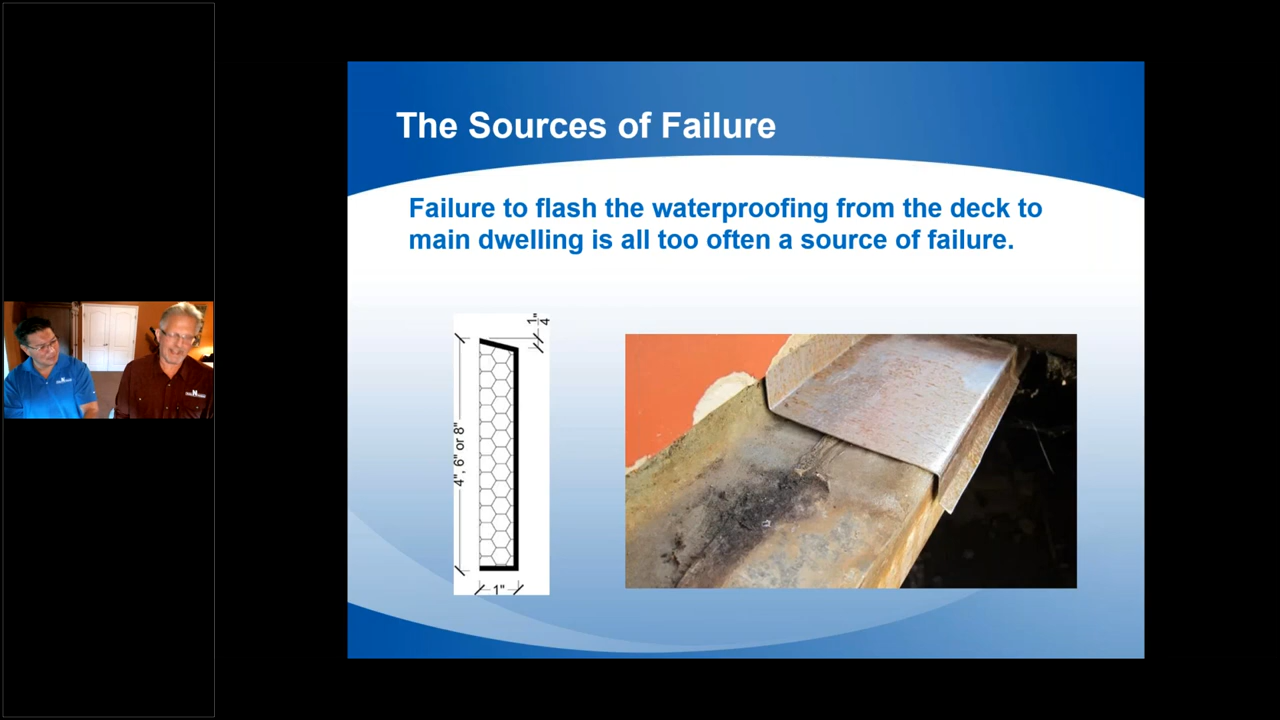 The Sources of Failure
Failure to flash the waterproofing from the deck to
main dwelling is all too often a source of failure.
1"
4
4", 6" or 8"
1"
N
N